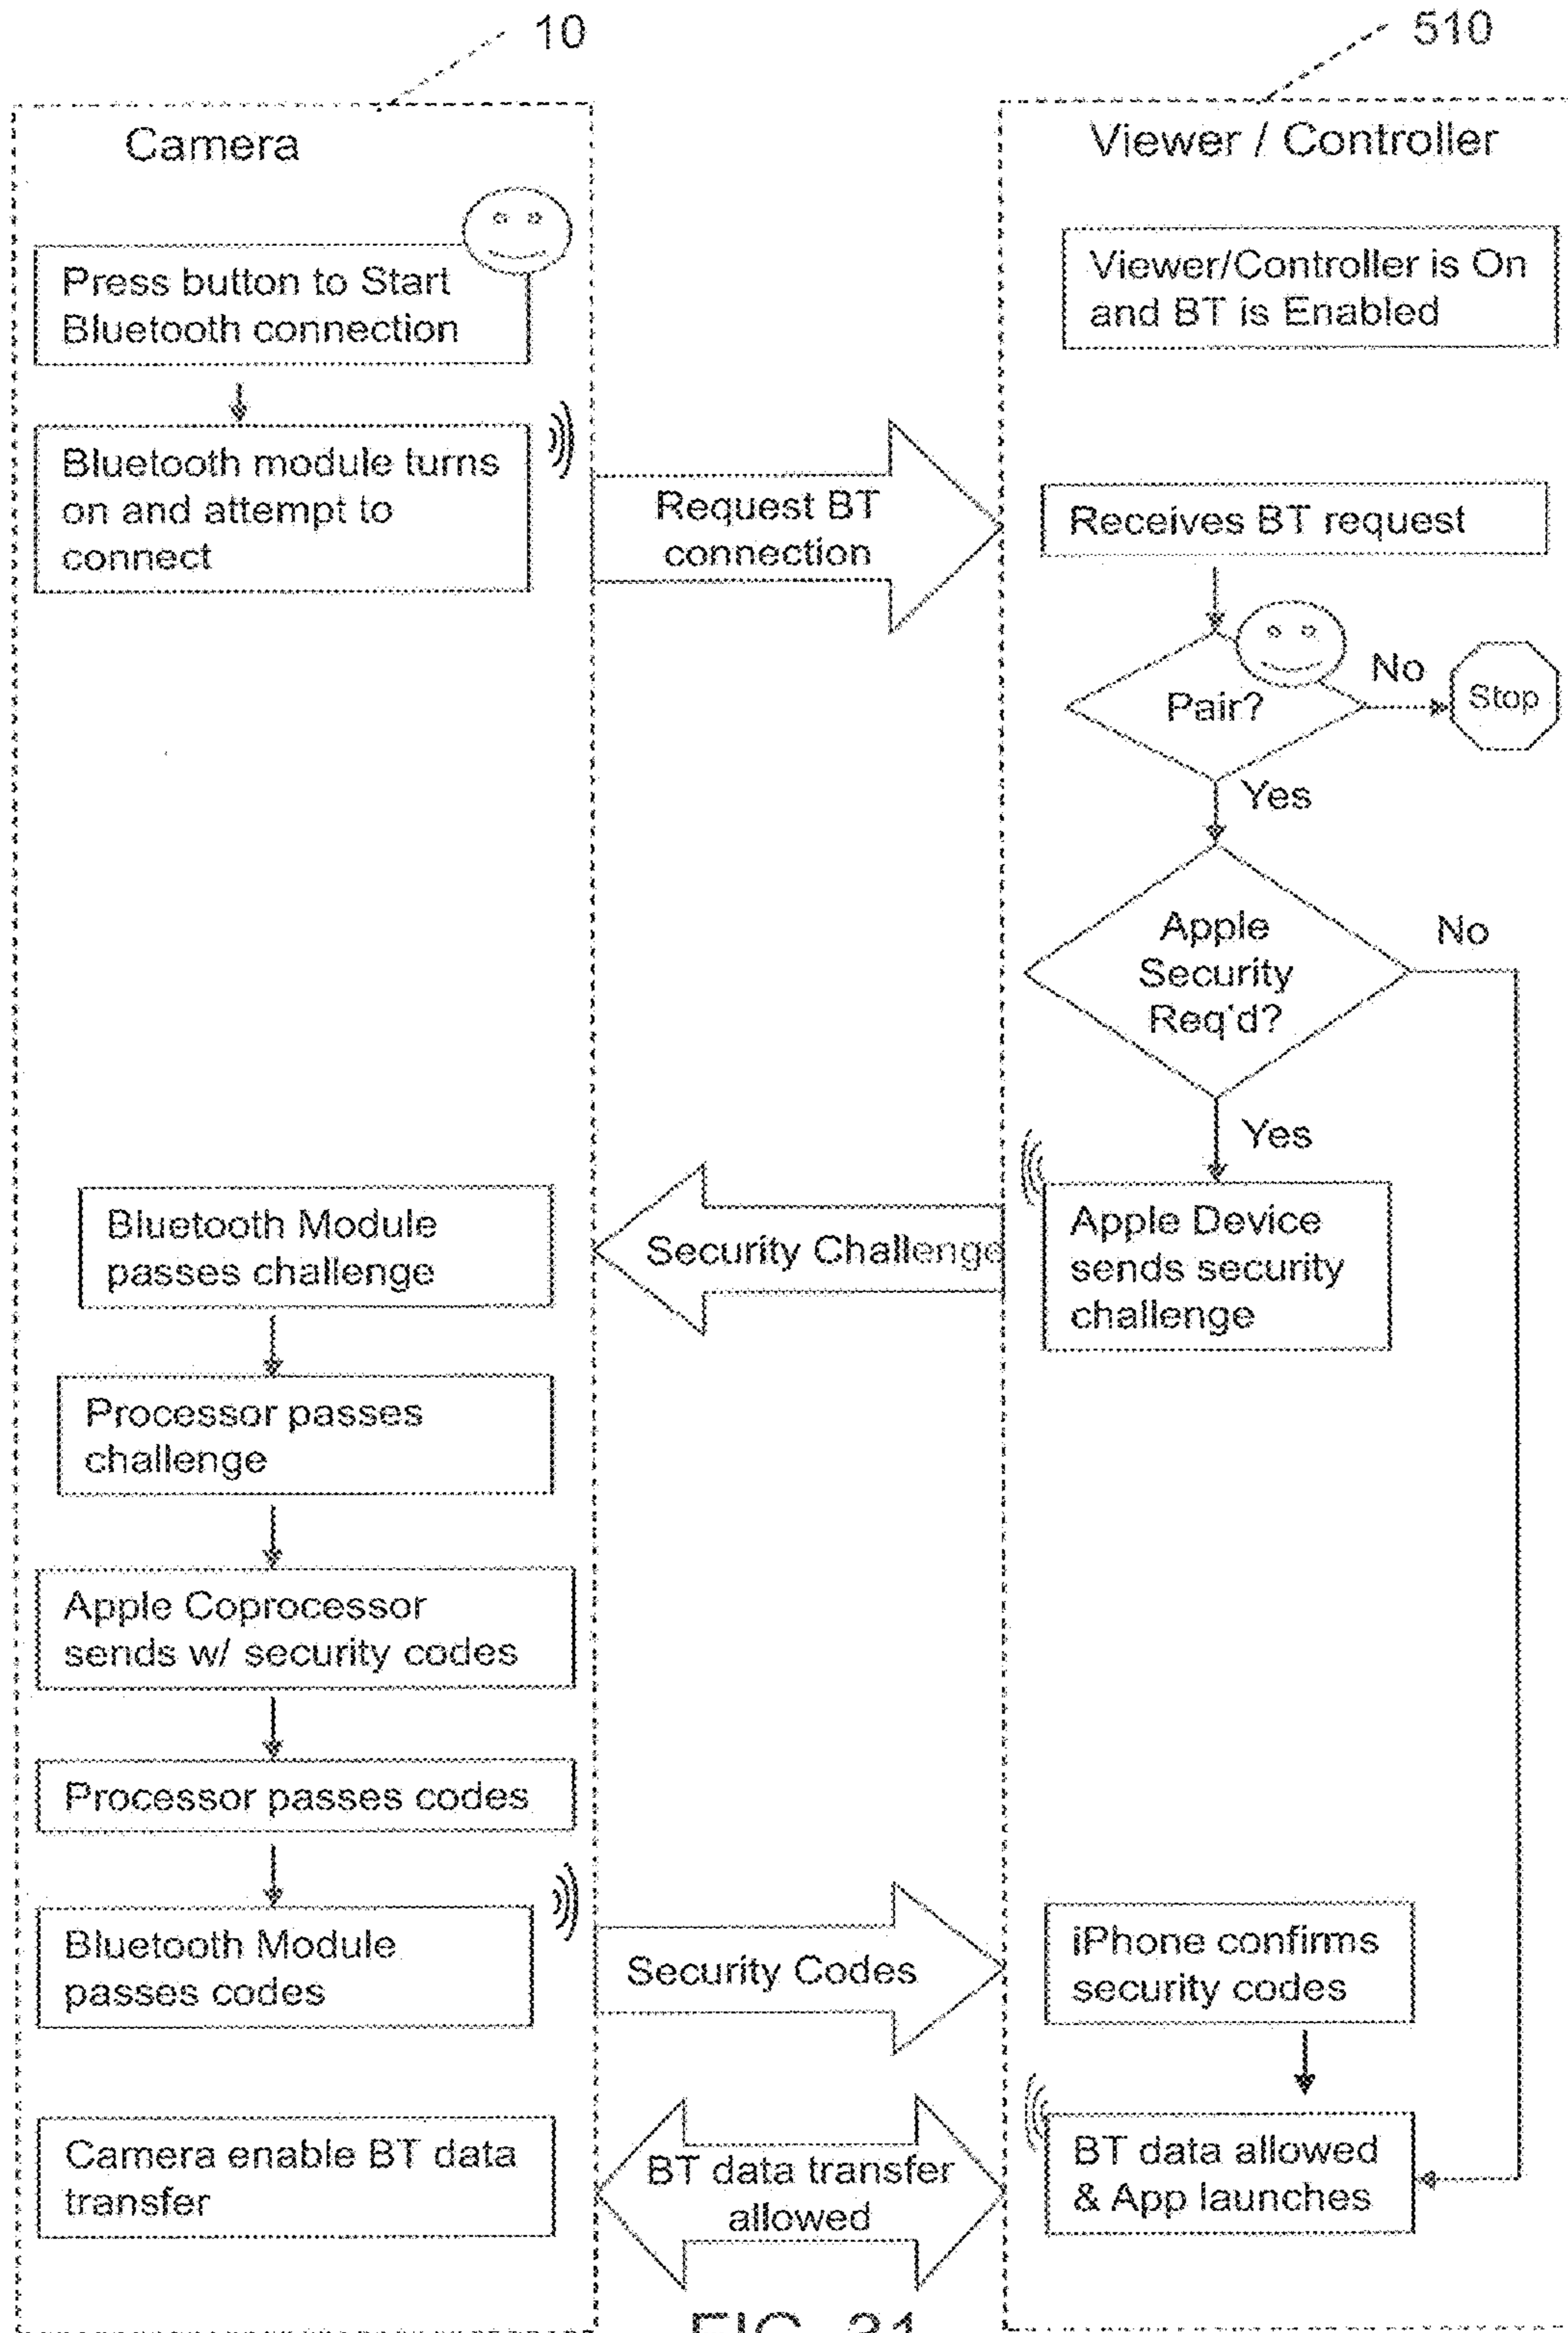 10
510
Camera
Viewer / Controller
Press button to Start
Bluetooth connection
Viewer/Controller is On
and BT is Enabled
Bluetooth module turns
on and attempt to
connect
Request BT
connection
Receives BT request
Pair?
No
Stop
Yes
Apple
Security
Req'd?
No
Yes
Apple Device
sends security
challenge
Security Challenge
Bluetooth Module
passes challenge
Processor passes
challenge
Apple Coprocessor
sends w/ security codes
Processor passes codes
Bluetooth Module
passes codes
Security Codes
iPhone confirms
security codes
Camera enable BT data
transfer
BT data transfer
allowed
BT data allowed
& App launches
FIG. 31